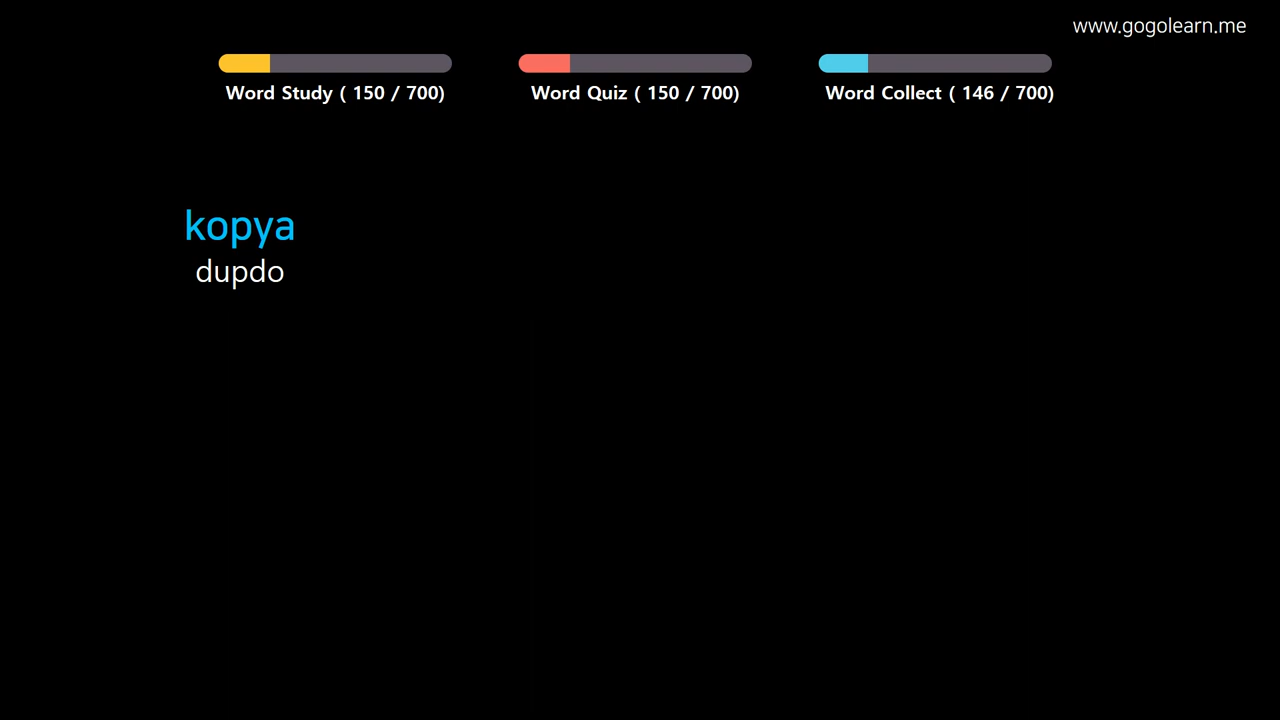 www.gogolearn.me
Word Study ( 150 / 700)
Word Quiz ( 150 / 700)
Word Collect ( 146 / 700)
kopya
dupdo